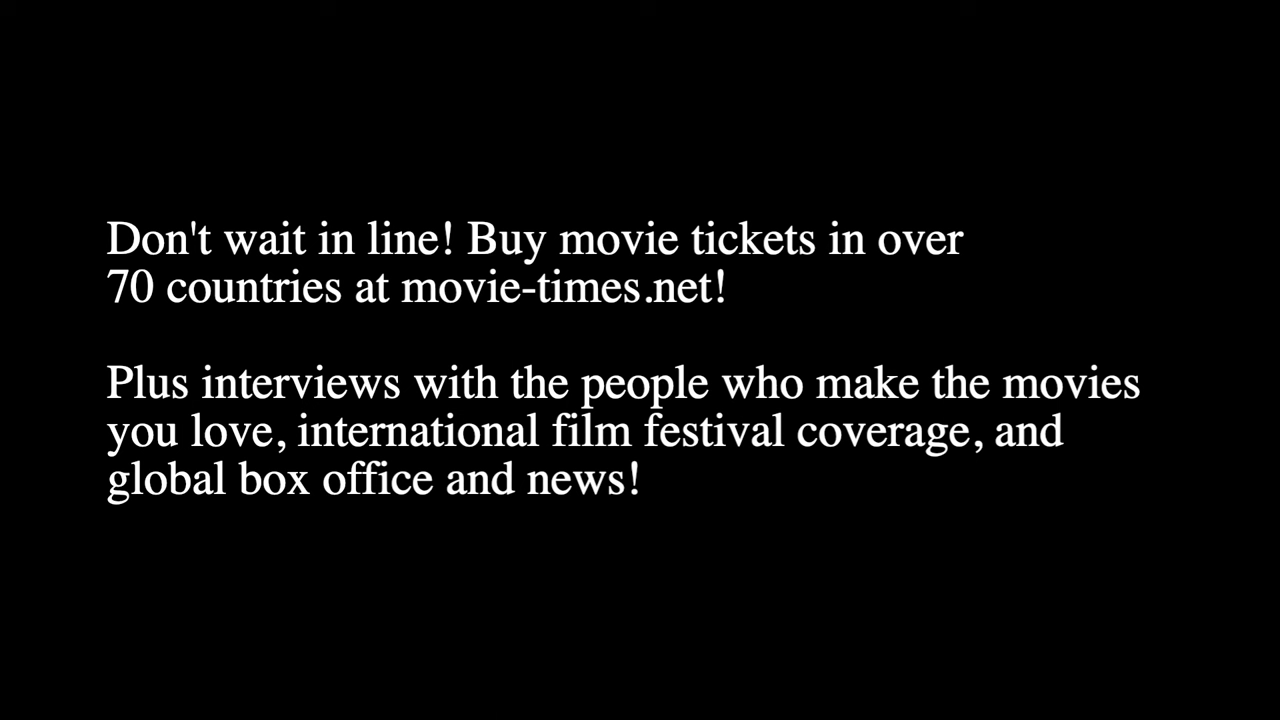 Don't wait in line! Buy movie tickets in over
70 countries at movie-times.net!
Plus interviews with the people who make the movies
you love, international film festival coverage, and
global box office and news!